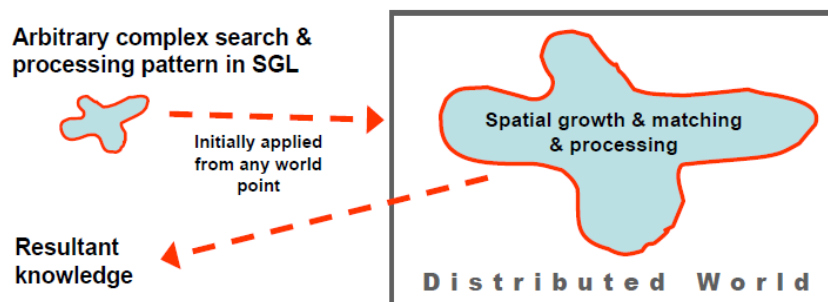 Arbitrary complex search &
processing pattern in SGL
Initially applied
from any world
point
Spatial growth & matching
& processing
Resultant
knowledge
Distributed World